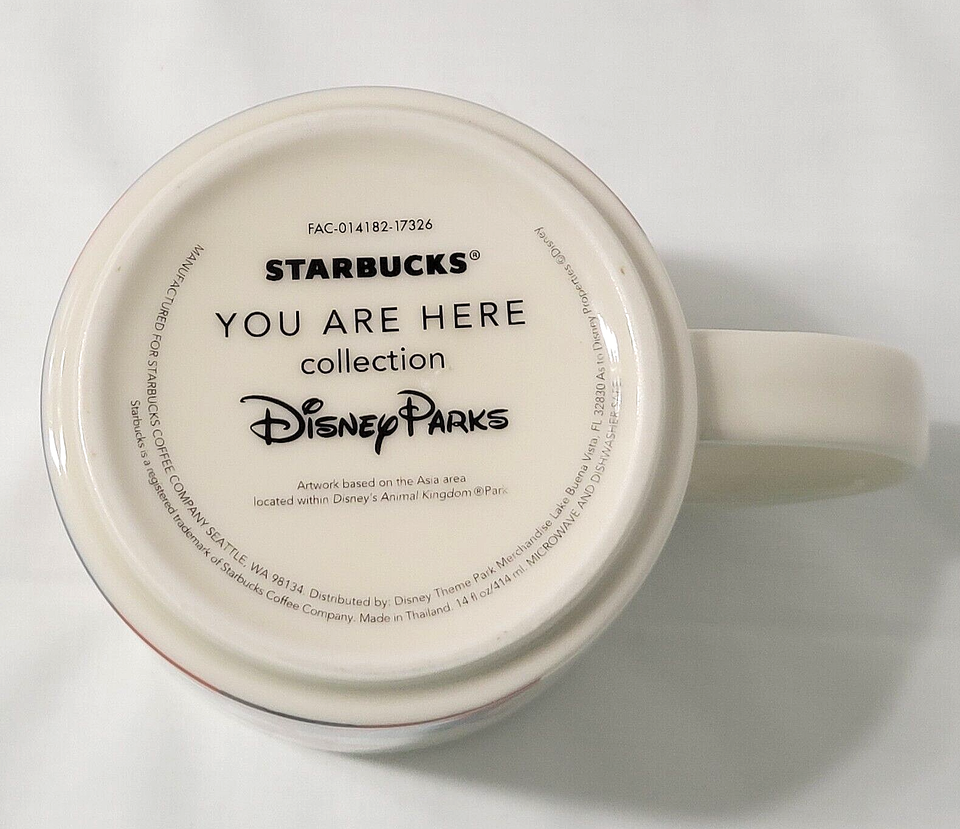 FAC-014182-17326
STARBUCKS®
YOU ARE HERE
collection
Disney Parks
Artwork based on the Asia area
located within Disney's Animal Kingdom®Park
MANUFACTURED FOR STARBUCKS COFFEE COMPANY SEATTLE, WA 98134. Distributed by: Disney Theme Park Merchandise Lake Buena Vista, FL 32830 As to Disney Properties ©Disney
Starbucks is a registered trademark of Starbucks Coffee Company. Made in Thailand. 14 fl oz/414 ml. MICROWAVE AND DISHWASHER SAFE.